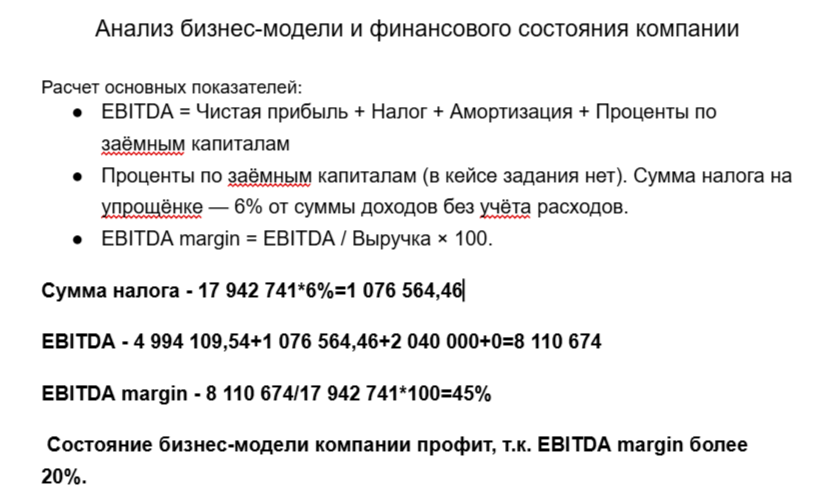 Анализ бизнес-модели и финансового состояния компании
Расчет основных показателей:
● EBITDA = Чистая прибыль + Налог + Амортизация + Проценты по
заёмным капиталам
● Проценты по заёмным капиталам (в кейсе задания нет). Сумма налога на
упрощёнке — 6% от суммы доходов без учёта расходов.
● EBITDA margin = EBITDA / Выручка × 100.
Сумма налога - 17 942 741*6%=1 076 564,46
EBITDA - 4 994 109,54+1 076 564,46+2 040 000+0=8 110 674
EBITDA margin - 8 110 674/17 942 741*100=45%
Состояние бизнес-модели компании профит, т.к. EBITDA margin более
20%.